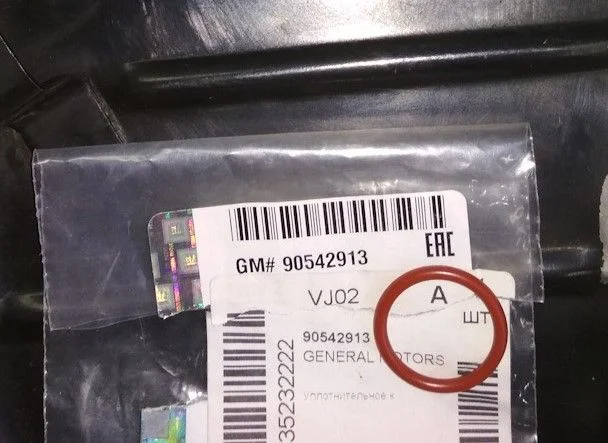 GM# 90542913
EAC
VJ02
A
ШТ
90542913
GENERAL MOTORS
Уплотнительное к
35232222